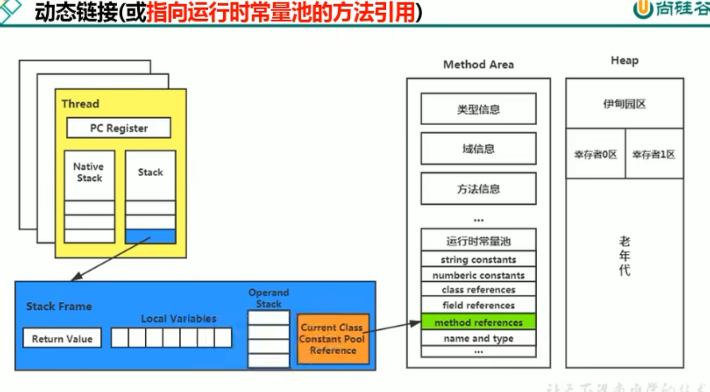 动态链接(或指向运行时常量池的方法引用)
尚硅谷
Thread
PC Register
Native
Stack
Stack
Stack Frame
Return Value
Local Variables
Operand
Stack
Current Class
Constant Pool
Reference
Method Area
类型信息
域信息
方法信息
...
运行时常量池
string constants
numberic constants
class references
field references
method references
name and type
...
Heap
伊甸园区
幸存者0区
幸存者1区
老年代